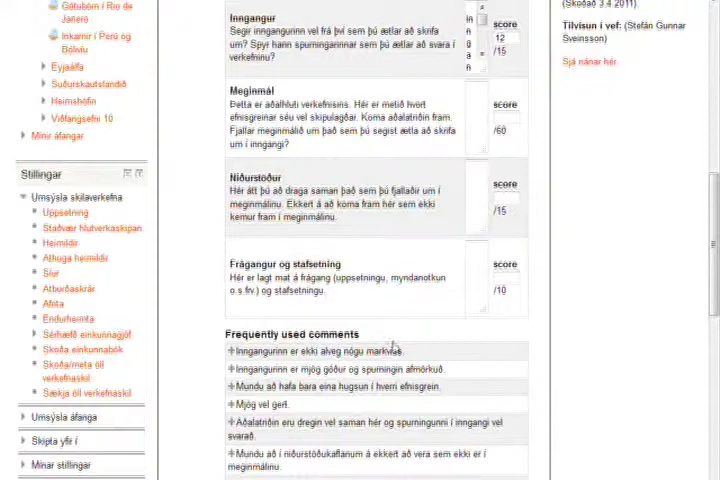 Götubörn í Ríó de
Janeró
Inkarnir í Perú og
Bólivíu
Eyjaálfa
Suðurskautslandið
Heimshöfin
Viðfangsefni 10
Mínir áfangar
Stillingar
Umsýsla skilaverkefna
Uppsetning
Staðvær hlutverkaskipan
Heimildir
Athuga heimildir
Síur
Atburðaskrár
Afrita
Endurheimta
Sérhæfð einkunnagjöf
Skoða einkunnabók
Skoða/meta öll
verkefnaskil
Sækja öll verkefnaskil
Umsýsla áfanga
Skipta yfir í
Mínar stillingar
Inngangur
Segir inngangurinn vel frá því sem þú ætlar að skrifa
um? Spyr hann spurningarinnar sem þú ætlar að svara í
verkefninu?
in
n
g
a
n
score
12
/15
Meginmál
Þetta er aðalhluti verkefnisins. Hér er metið hvort
efnisgreinar séu vel skipulagðar. Koma aðalatriðin fram.
Fjallar meginmálið um það sem þú segist ætla að skrifa
um í inngangi?
score
/60
Niðurstöður
Hér átt þú að draga saman það sem þú fjallaðir um í
meginmálinu. Ekkert á að koma fram hér sem ekki
kemur fram í meginmálinu.
score
/15
Frágangur og stafsetning
Hér er lagt mat á frágang (uppsetningu, myndanotkun
o.s.frv.) og stafsetningu.
score
/10
Frequently used comments
Inngangurinn er ekki alveg nógu markviss.
Inngangurinn er mjög góður og spurningin afmörkuð.
Mundu að hafa bara eina hugsun í hverri efnisgrein.
Mjög vel gert.
Aðalatriðin eru dregin vel saman hér og spurningunni í inngangi vel
svarað.
Mundu að í niðurstöðukaflanum á ekkert að vera sem ekki er í
meginmálinu.
(Skoðað 3.4.2011)
Tilvísun í vef: (Stefán Gunnar
Sveinsson)
Sjá nánar hér